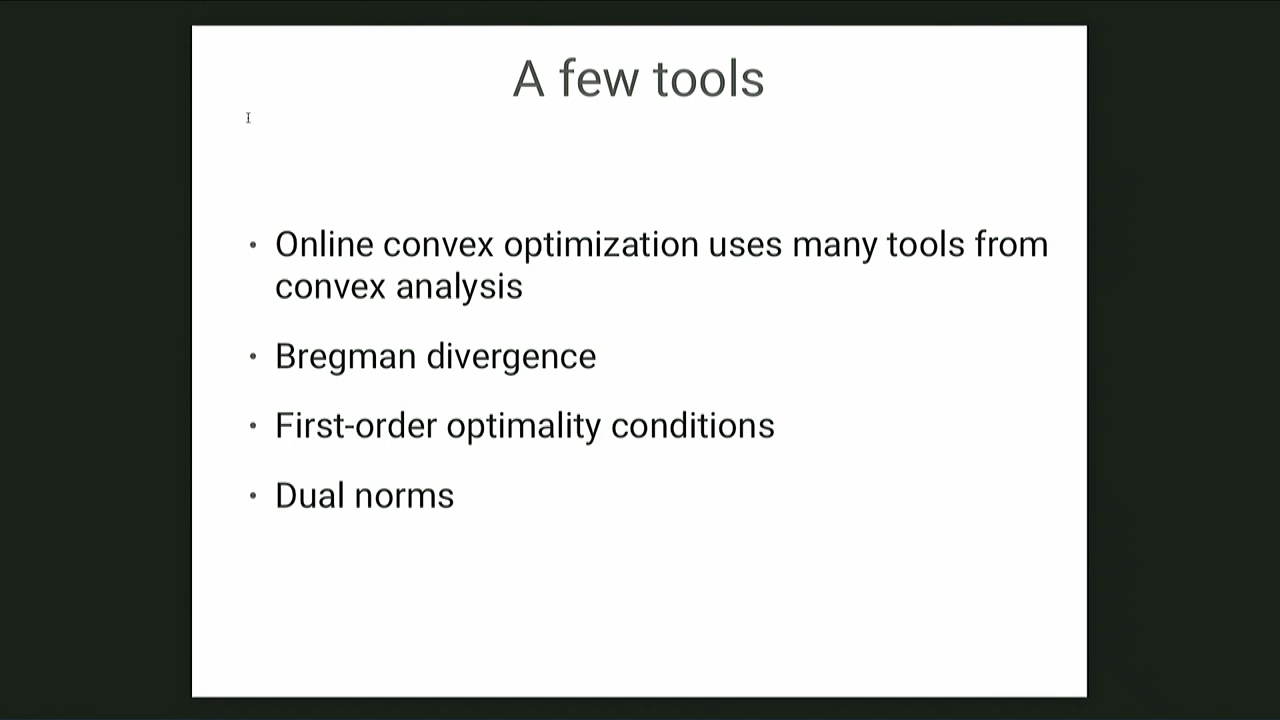 A few tools
• Online convex optimization uses many tools from
convex analysis
• Bregman divergence
• First-order optimality conditions
• Dual norms